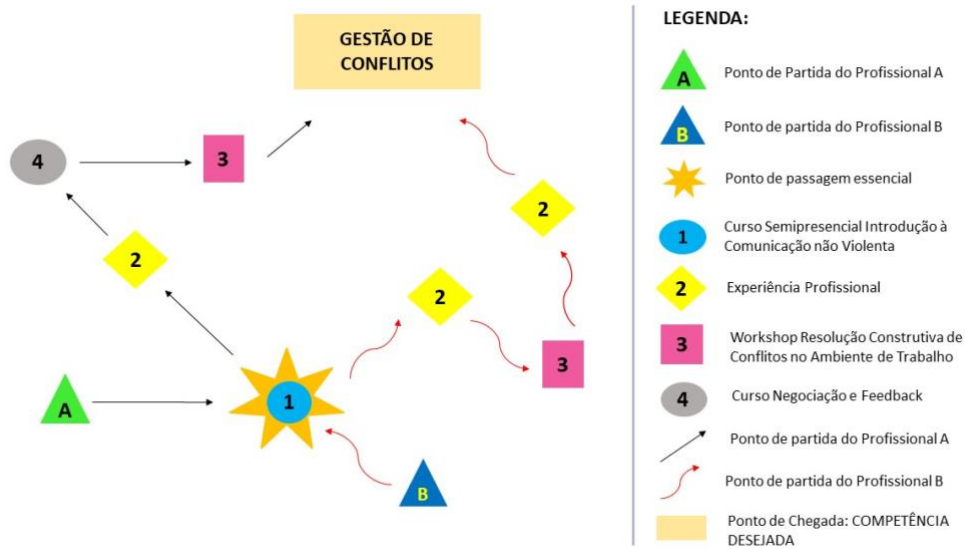 GESTÃO DE
CONFLITOS
4
3
2
2
2
3
A
1
B
LEGENDA:
A
Ponto de Partida do Profissional A
B
Ponto de partida do Profissional B
Ponto de passagem essencial
1
Curso Semipresencial Introdução à
Comunicação não Violenta
2
Experiência Profissional
3
Workshop Resolução Construtiva de
Conflitos no Ambiente de Trabalho
4
Curso Negociação e Feedback
Ponto de partida do Profissional A
Ponto de partida do Profissional B
Ponto de Chegada: COMPETÊNCIA
DESEJADA